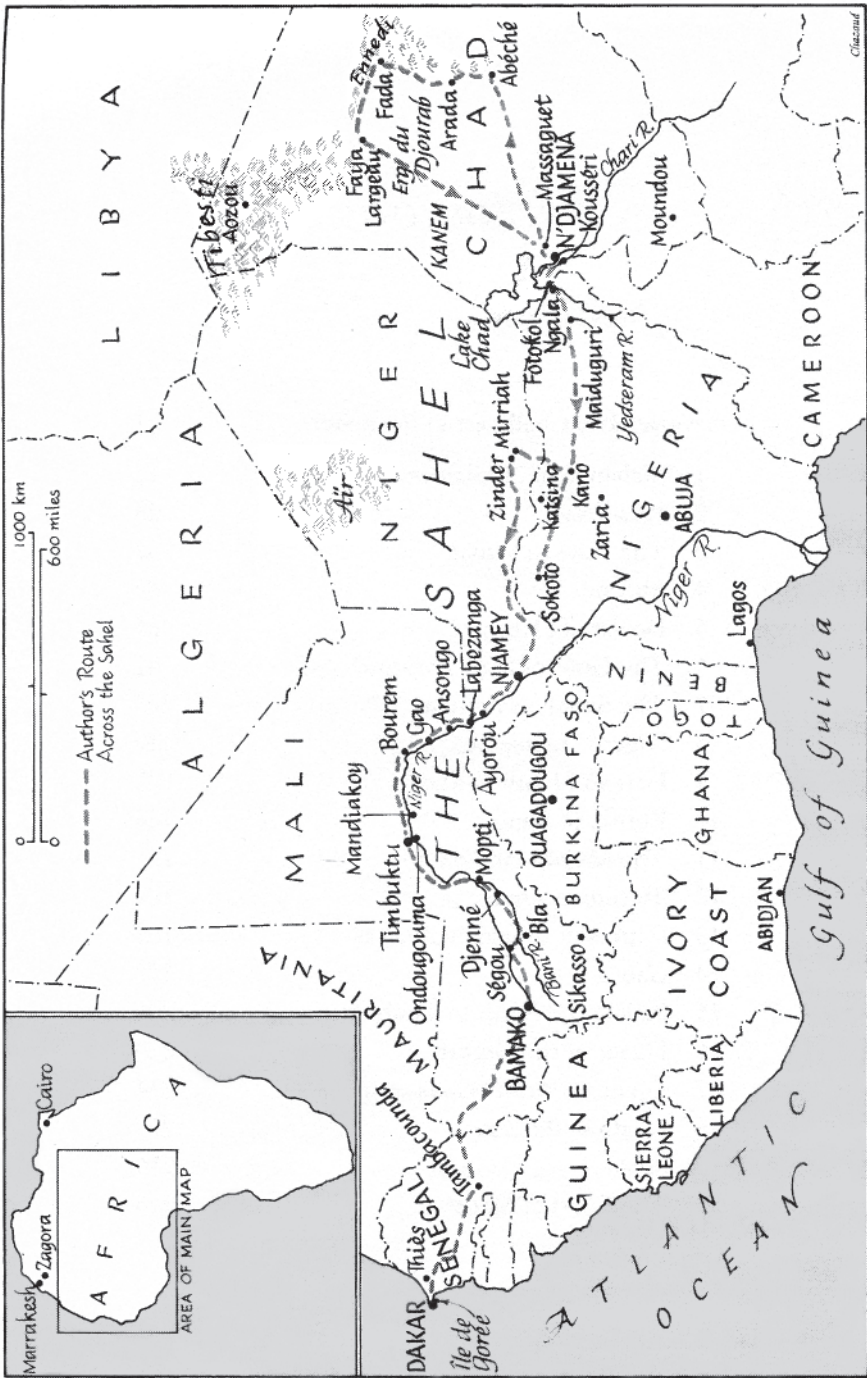 Marrakesh
Zagora
Cairo
A F R I C A
AREA OF MAIN MAP
0
1000 km
0
600 miles
Author's Route
Across the Sahel
LIBYA
ALGERIA
MALI
MAURITANIA
NIGER
CHAD
THE SAHEL
Tibesti
Aozou
Aïr
Ennedi
Fada
Faya
Largeau
Erg du
Djourab
Arada
Abéché
KANEM
Massaguet
N'DJAMENA
Kousséri
Chari R.
Moundou
Lake
Chad
Fotokol
Ngala
Maiduguri
Yedseram R.
Mirriah
Zinder
Katsina
Kano
Zaria
Sokoto
NIGERIA
ABUJA
Niger R.
Lagos
CAMEROON
Timbuktu
Mandiakoy
Bourem
Gao
Ansongo
Labezanga
NIAMEY
Ayorou
Niger R.
Ondougouma
Mopti
Djenné
Ségou
Bla
Bani R.
BAMAKO
Sikasso
OUAGADOUGOU
BURKINA FASO
BENIN
TOGO
GHANA
IVORY
COAST
ABIDJAN
GUINEA
SIERRA
LEONE
LIBERIA
SENEGAL
Thiès
DAKAR
Île de
Gorée
Tambacounda
ATLANTIC
OCEAN
Gulf of Guinea
Chazaud